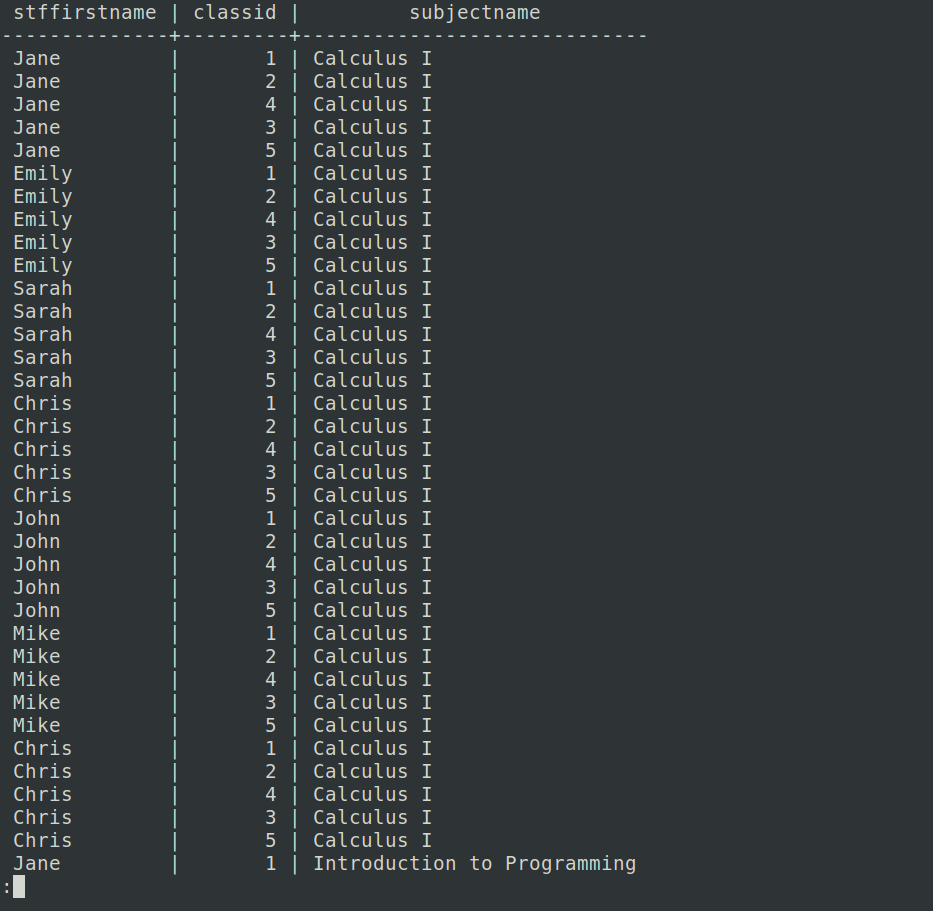 stffirstname | classid |         subjectname
--------------+---------+-----------------------------
 Jane         |       1 | Calculus I
 Jane         |       2 | Calculus I
 Jane         |       4 | Calculus I
 Jane         |       3 | Calculus I
 Jane         |       5 | Calculus I
 Emily        |       1 | Calculus I
 Emily        |       2 | Calculus I
 Emily        |       4 | Calculus I
 Emily        |       3 | Calculus I
 Emily        |       5 | Calculus I
 Sarah        |       1 | Calculus I
 Sarah        |       2 | Calculus I
 Sarah        |       4 | Calculus I
 Sarah        |       3 | Calculus I
 Sarah        |       5 | Calculus I
 Chris        |       1 | Calculus I
 Chris        |       2 | Calculus I
 Chris        |       4 | Calculus I
 Chris        |       3 | Calculus I
 Chris        |       5 | Calculus I
 John         |       1 | Calculus I
 John         |       2 | Calculus I
 John         |       4 | Calculus I
 John         |       3 | Calculus I
 John         |       5 | Calculus I
 Mike         |       1 | Calculus I
 Mike         |       2 | Calculus I
 Mike         |       4 | Calculus I
 Mike         |       3 | Calculus I
 Mike         |       5 | Calculus I
 Chris        |       1 | Calculus I
 Chris        |       2 | Calculus I
 Chris        |       4 | Calculus I
 Chris        |       3 | Calculus I
 Chris        |       5 | Calculus I
 Jane         |       1 | Introduction to Programming
: